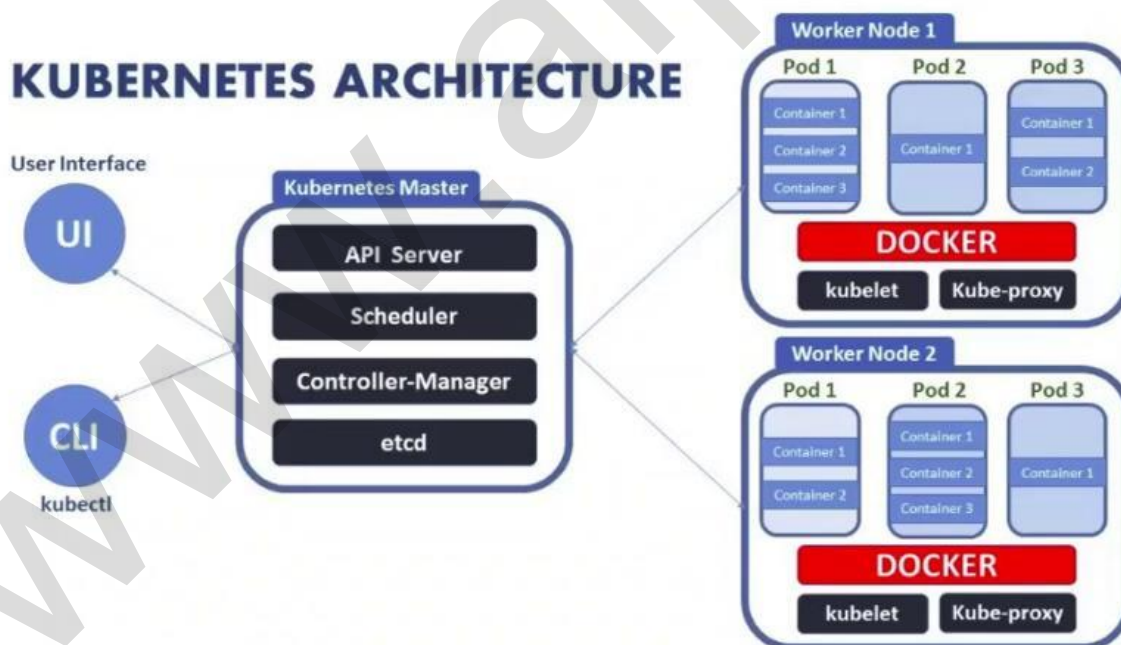 KUBERNETES ARCHITECTURE
User Interface
UI
CLI
kubectl
Kubernetes Master
API Server
Scheduler
Controller-Manager
etcd
Worker Node 1
Pod 1
Container 1
Container 2
Container 3
Pod 2
Container 1
Pod 3
Container 1
Container 2
DOCKER
kubelet
Kube-proxy
Worker Node 2
Pod 1
Container 1
Container 2
Pod 2
Container 1
Container 2
Container 3
Pod 3
Container 1
DOCKER
kubelet
Kube-proxy